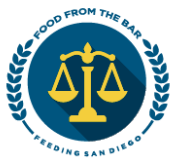 FOOD FROM THE BAR
FEEDING SAN DIEGO